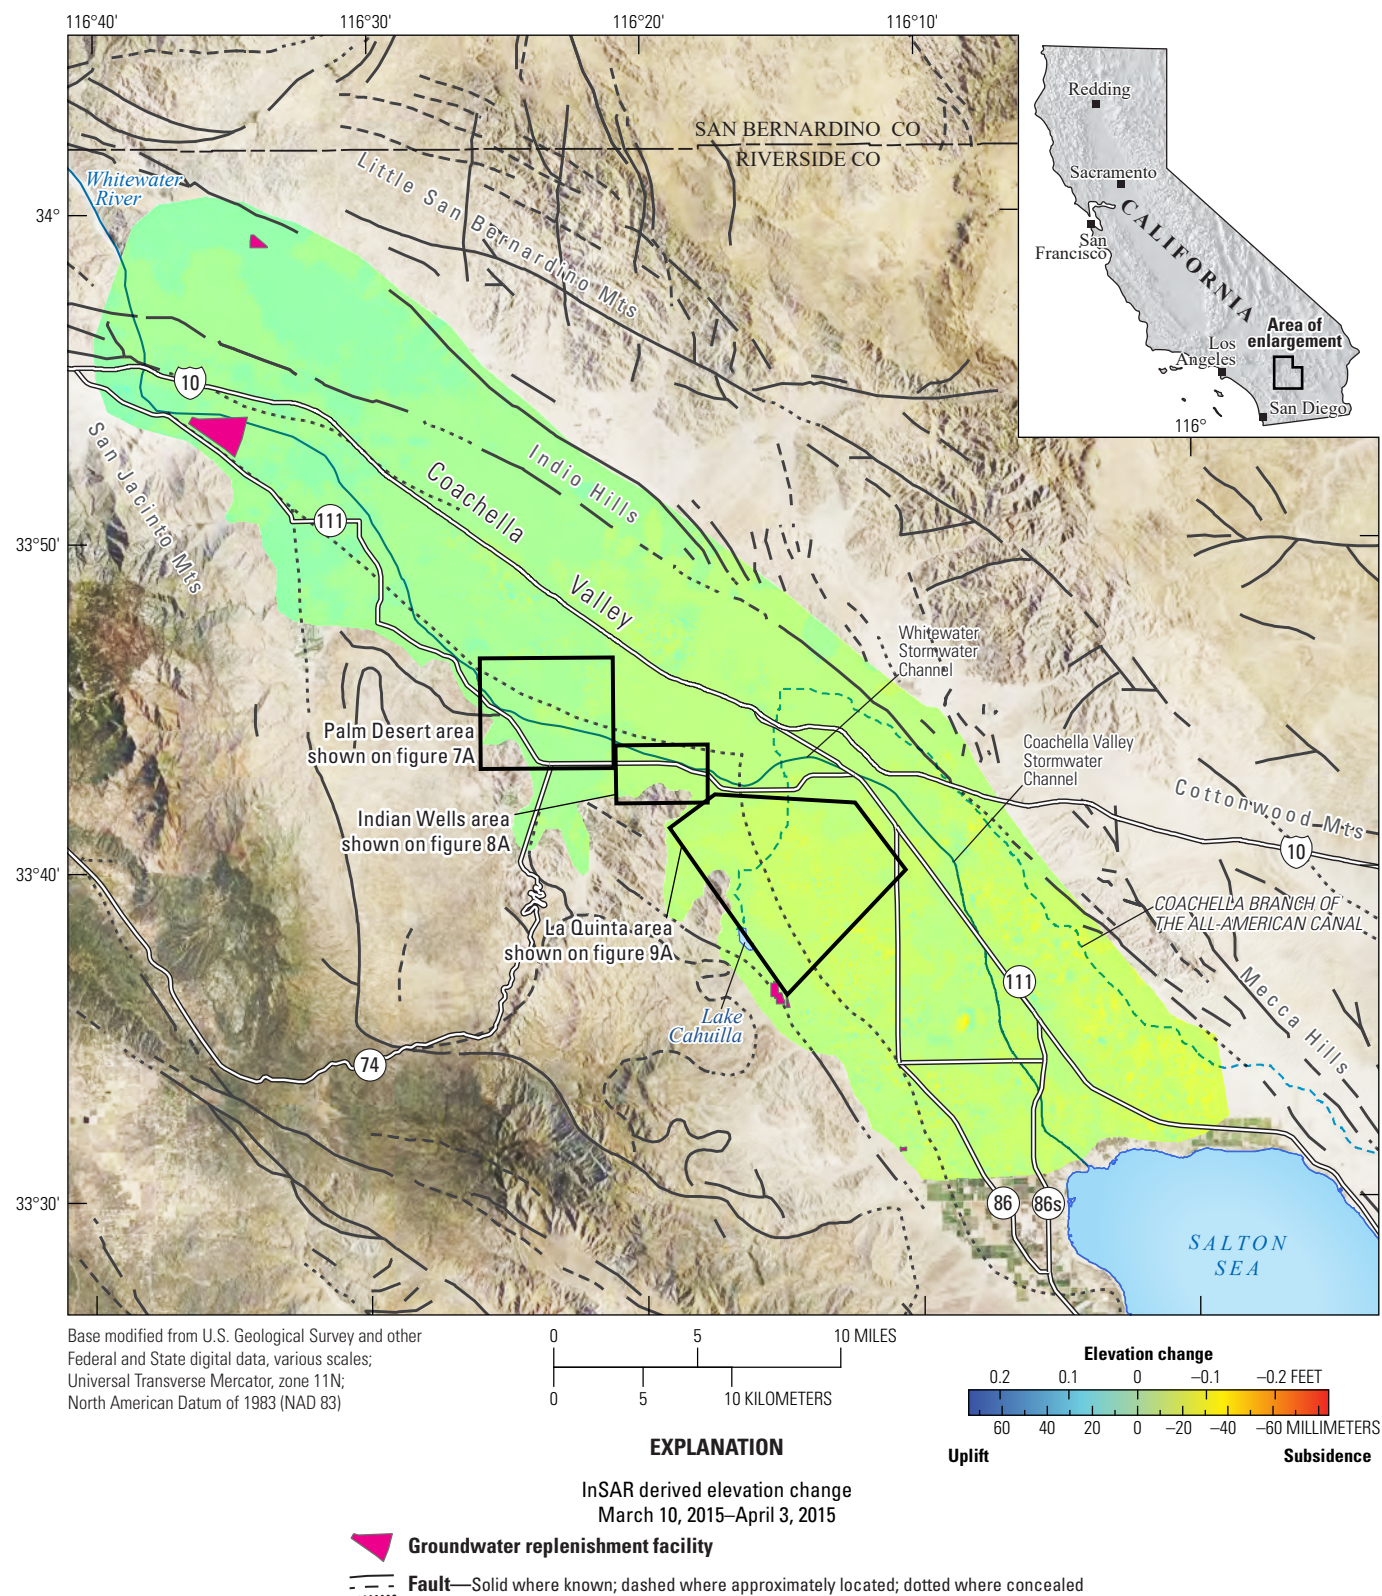 116°40'
116°30'
116°20'
116°10'
34°
33°50'
33°40'
33°30'
116°
SAN BERNARDINO CO
RIVERSIDE CO
Whitewater
River
Little San Bernardino Mts
Redding
Sacramento
San
Francisco
CALIFORNIA
Area of
enlargement
Los
Angeles
San Diego
10
San Jacinto Mts
Indio Hills
Coachella
Valley
111
Whitewater
Stormwater
Channel
Palm Desert area
shown on figure 7A
Coachella Valley
Stormwater
Channel
Cottonwood Mts
Indian Wells area
shown on figure 8A
10
COACHELLA BRANCH OF
THE ALL-AMERICAN CANAL
La Quinta area
shown on figure 9A
111
Mecca Hills
Lake
Cahuilla
74
86
86s
SALTON
SEA
Base modified from U.S. Geological Survey and other
Federal and State digital data, various scales;
Universal Transverse Mercator, zone 11N;
North American Datum of 1983 (NAD 83)
0 5 10 MILES
0 5 10 KILOMETERS
Elevation change
0.2 0.1 0 –0.1 –0.2 FEET
60 40 20 0 –20 –40 –60 MILLIMETERS
Uplift Subsidence
EXPLANATION
InSAR derived elevation change
March 10, 2015–April 3, 2015
Groundwater replenishment facility
Fault—Solid where known; dashed where approximately located; dotted where concealed